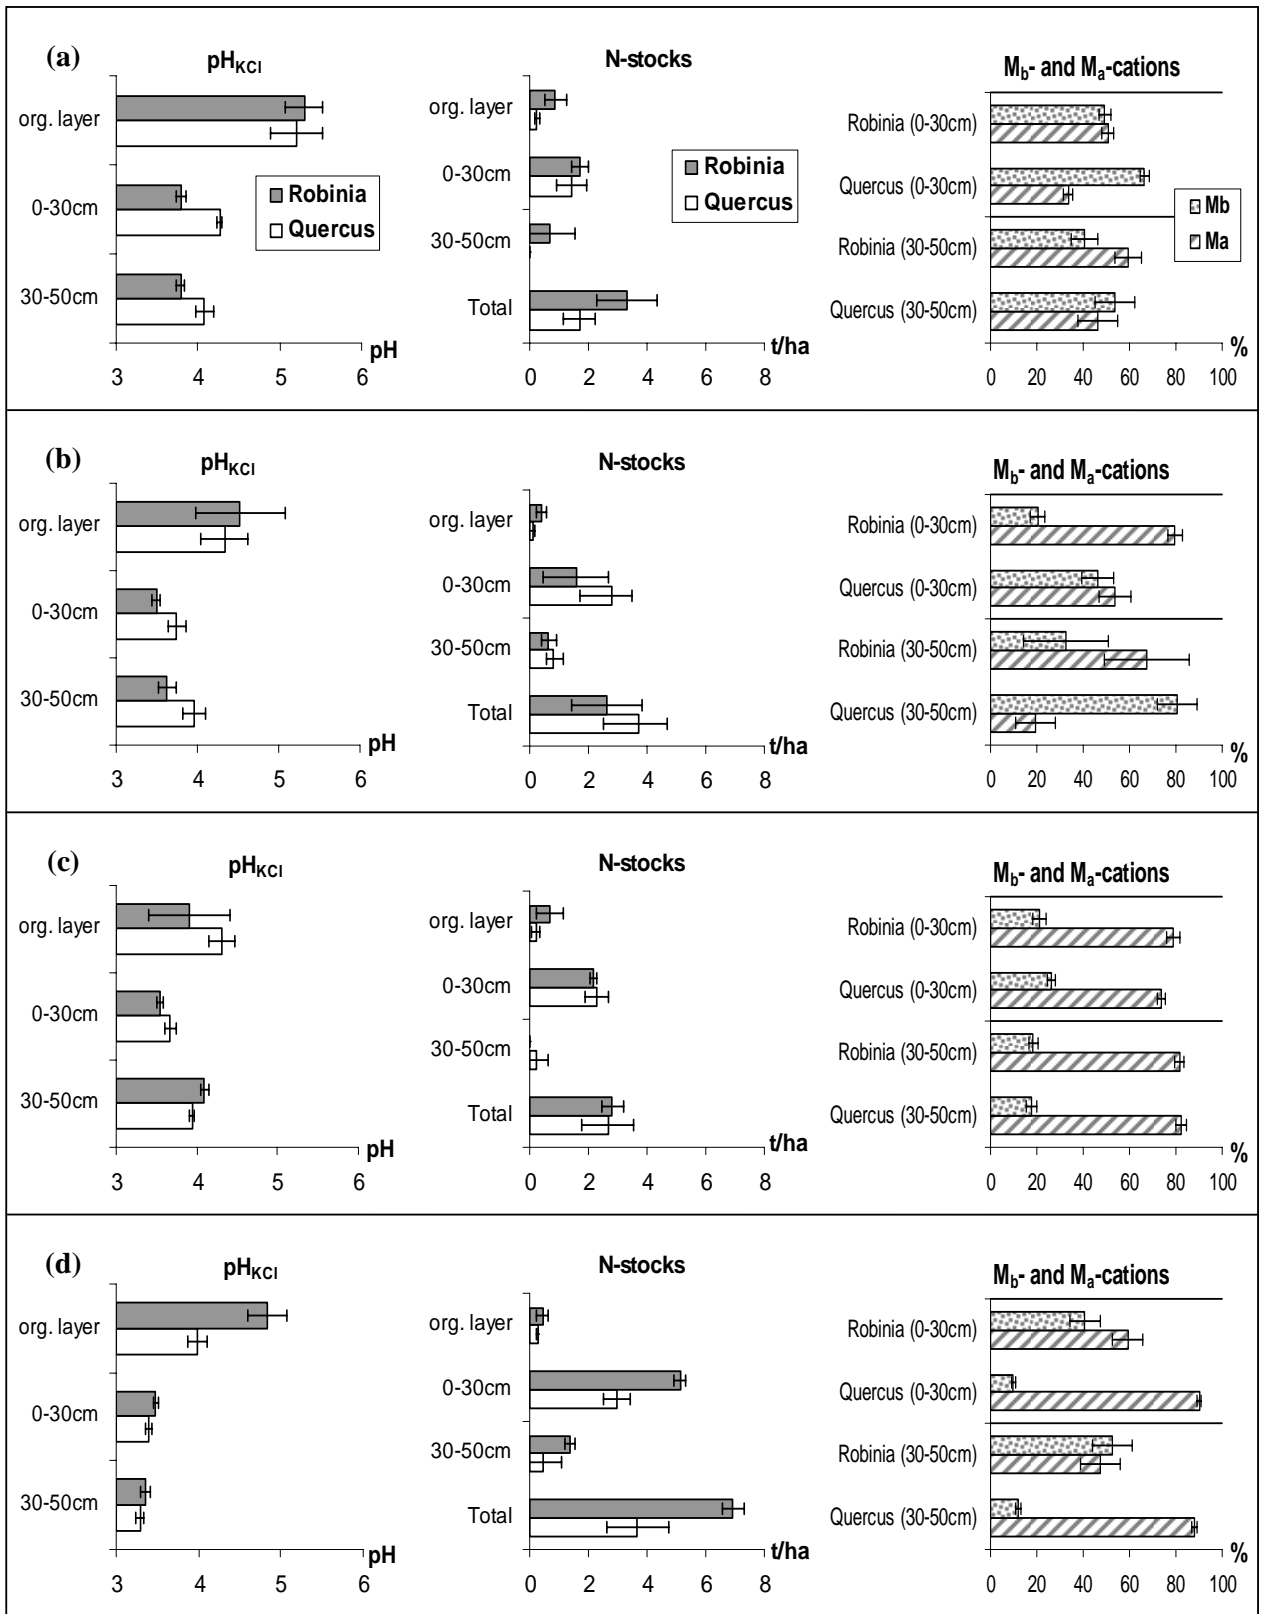 (a)
pHKCl
org. layer
0-30cm
30-50cm
Robinia
Quercus
pH
3 4 5 6
N-stocks
org. layer
0-30cm
30-50cm
Total
Robinia
Quercus
t/ha
0 2 4 6 8
Mb- and Ma-cations
Robinia (0-30cm)
Quercus (0-30cm)
Robinia (30-50cm)
Quercus (30-50cm)
Mb
Ma
%
0 20 40 60 80 100
(b)
pHKCl
org. layer
0-30cm
30-50cm
pH
3 4 5 6
N-stocks
org. layer
0-30cm
30-50cm
Total
t/ha
0 2 4 6 8
Mb- and Ma-cations
Robinia (0-30cm)
Quercus (0-30cm)
Robinia (30-50cm)
Quercus (30-50cm)
%
0 20 40 60 80 100
(c)
pHKCl
org. layer
0-30cm
30-50cm
pH
3 4 5 6
N-stocks
org. layer
0-30cm
30-50cm
Total
t/ha
0 2 4 6 8
Mb- and Ma-cations
Robinia (0-30cm)
Quercus (0-30cm)
Robinia (30-50cm)
Quercus (30-50cm)
%
0 20 40 60 80 100
(d)
pHKCl
org. layer
0-30cm
30-50cm
pH
3 4 5 6
N-stocks
org. layer
0-30cm
30-50cm
Total
t/ha
0 2 4 6 8
Mb- and Ma-cations
Robinia (0-30cm)
Quercus (0-30cm)
Robinia (30-50cm)
Quercus (30-50cm)
%
0 20 40 60 80 100